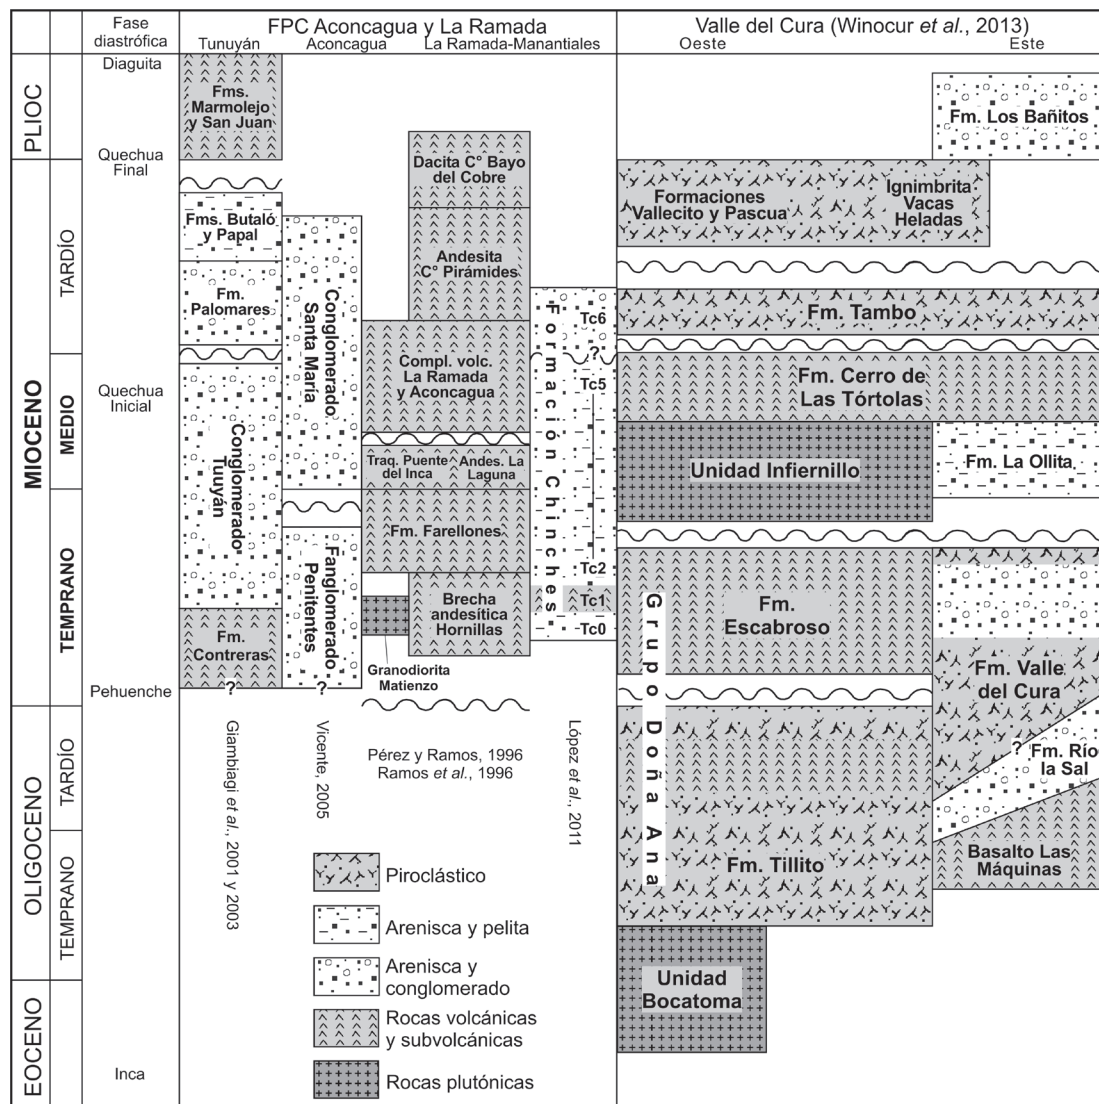 Fase
diastrófica
FPC Aconcagua y La Ramada
Tunuyán
Aconcagua
La Ramada-Manantiales
Valle del Cura (Winocur et al., 2013)
Oeste
Este
PLIOC
MIOCENO
TARDÍO
MEDIO
TEMPRANO
OLIGOCENO
TARDÍO
TEMPRANO
EOCENO
Diaguita
Quechua
Final
Quechua
Inicial
Pehuenche
Inca
Fms.
Marmolejo
y San Juan
Fms. Butaló
y Papal
Fm.
Palomares
Conglomerado
Tunuyán
Fm.
Contreras
?
Giambiagi et al., 2001 y 2003
Conglomerado
Santa María
Fanglomerado
Penitentes
?
Vicente, 2005
Dacita C° Bayo
del Cobre
Andesita
C° Pirámides
Compl. volc.
La Ramada
y Aconcagua
Traq. Puente
del Inca
Andes. La
Laguna
Fm. Farellones
Brecha
andesítica
Hornillas
Granodiorita
Matienzo
Pérez y Ramos, 1996
Ramos et al., 1996
Formación Chinches
Tc6
?
Tc5
Tc2
Tc1
Tc0
López et al., 2011
Fm. Los Bañitos
Formaciones
Vallecito y Pascua
Ignimbrita
Vacas
Heladas
Fm. Tambo
Fm. Cerro de
Las Tórtolas
Unidad Infiernillo
Fm. La Ollita
Grupo Doña Ana
Fm.
Escabroso
Fm. Valle
del Cura
?
Fm. Río
la Sal
Fm. Tillito
Basalto Las
Máquinas
Unidad
Bocatoma
Piroclástico
Arenisca y pelita
Arenisca y
conglomerado
Rocas volcánicas
y subvolcánicas
Rocas plutónicas